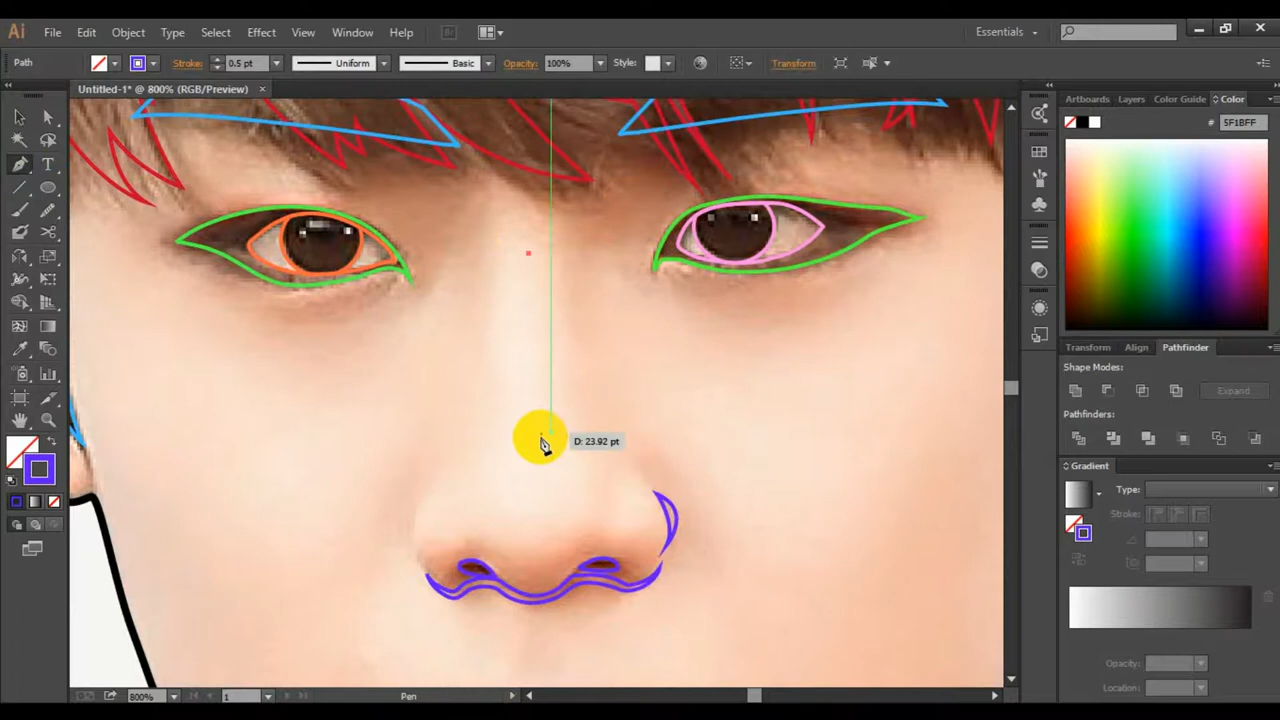 Ai File Edit Object Type Select Effect View Window Help Br Essentials
Path Stroke: 0.5 pt Uniform Basic Opacity: 100% Style: Transform
Untitled-1* @ 800% (RGB/Preview) ×
Artboards Layers Color Guide Color
# 5F1BFF
T
Transform Align Pathfinder
Shape Modes:
Expand
Pathfinders:
D: 23.92 pt
Gradient
Type:
Stroke:
Opacity:
Location:
800% 1 Pen